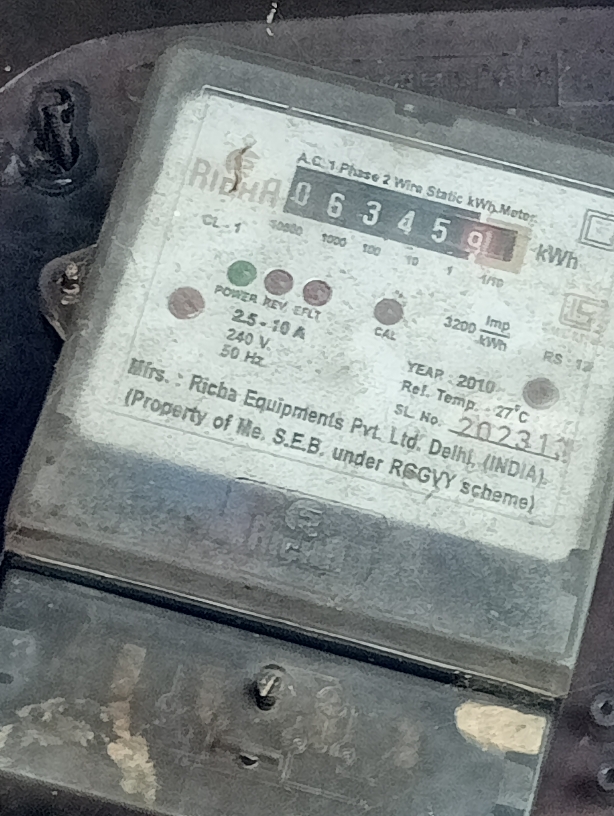 RICHA
A.C. 1 Phase 2 Wire Static kWh Meter
0 6 3 4 5 9 kWh
CL - 1
10000 1000 100 10 1 1/10
POWER REV EFLT
CAL
3200 Imp/kWh
2.5 - 10 A
240 V.
50 Hz
YEAR - 2010
Ref. Temp. - 27°C
SL. No. 202311
RS
Mfrs. : Richa Equipments Pvt. Ltd. Delhi, (INDIA).
(Property of Me. S.E.B. under RGGVY scheme)
RICHA